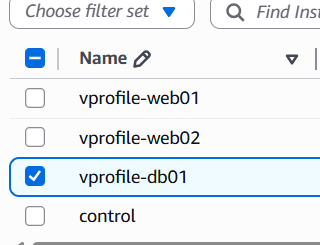 Choose filter set
Find Inst
Name
vprofile-web01
vprofile-web02
vprofile-db01
control